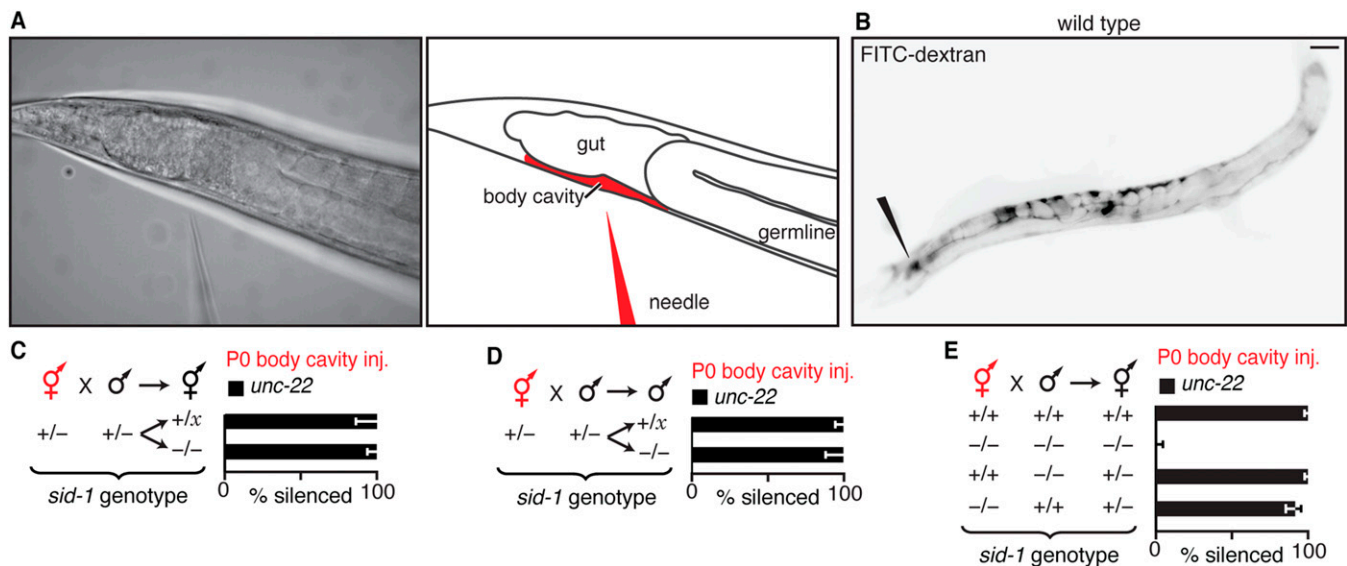 A
gut
body cavity
germline
needle
B
wild type
FITC-dextran
C
P0 body cavity inj.
unc-22
X
+/– +/– +/x
–/–
sid-1 genotype
0 % silenced 100
D
P0 body cavity inj.
unc-22
X
+/– +/– +/x
–/–
sid-1 genotype
0 % silenced 100
E
P0 body cavity inj.
unc-22
X
+/+ +/+ +/+
–/– –/– –/–
+/+ –/– +/–
–/– +/+ +/–
sid-1 genotype
0 % silenced 100